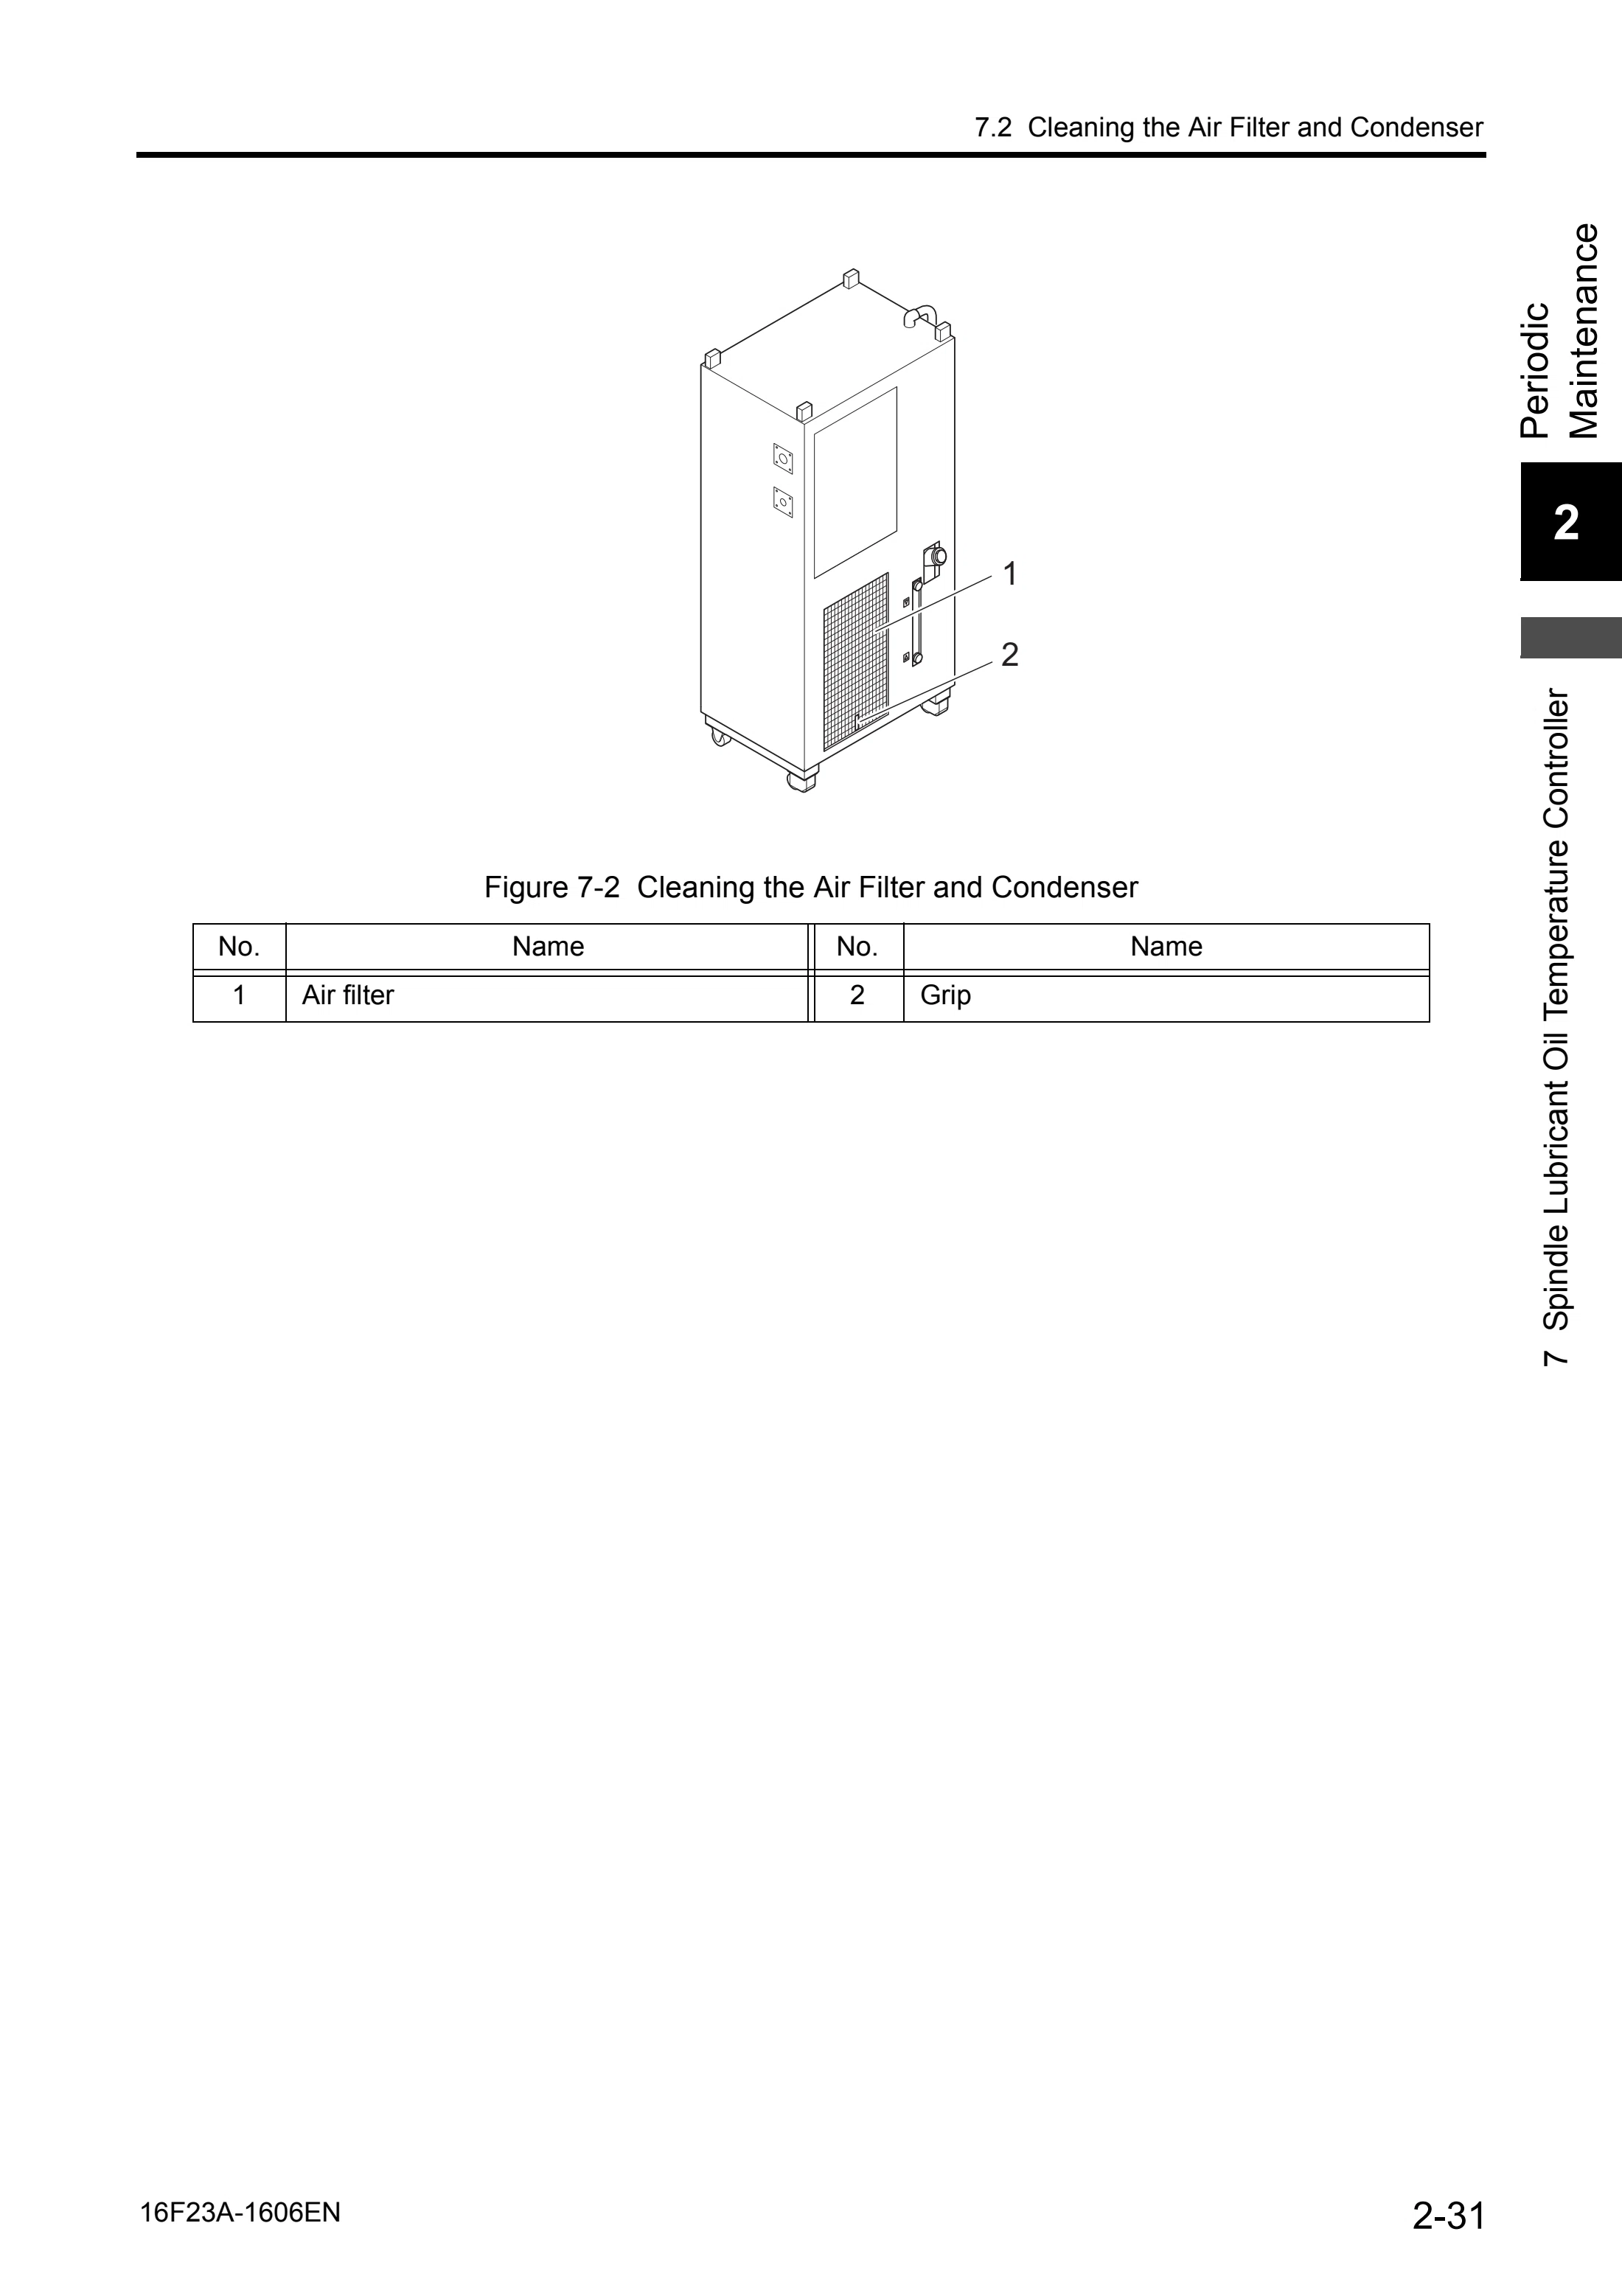 7.2 Cleaning the Air Filter and Condenser
Periodic
Maintenance
2
7 Spindle Lubricant Oil Temperature Controller
1
2
Figure 7-2 Cleaning the Air Filter and Condenser
No. Name No. Name
1 Air filter 2 Grip
16F23A-1606EN
2-31